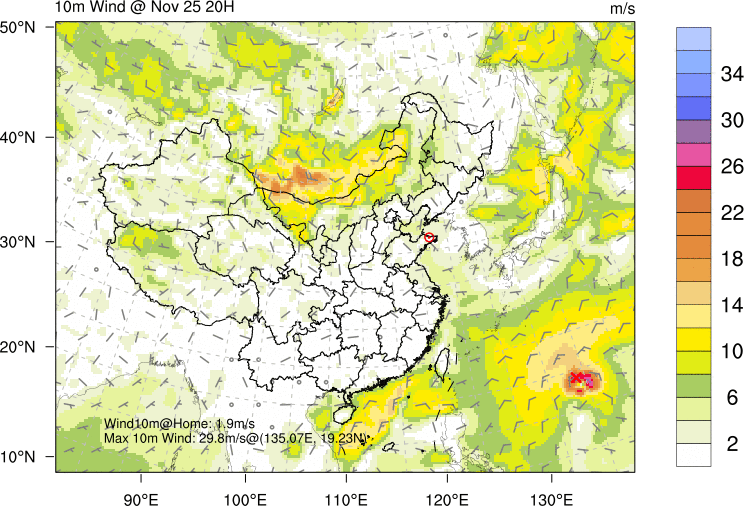 10m Wind @ Nov 25 20H m/s
50°N
40°N
30°N
20°N
10°N
34
30
26
22
18
14
10
6
2
Wind10m@Home: 1.9m/s
Max 10m Wind: 29.8m/s@(135.07E, 19.23N)
90°E 100°E 110°E 120°E 130°E